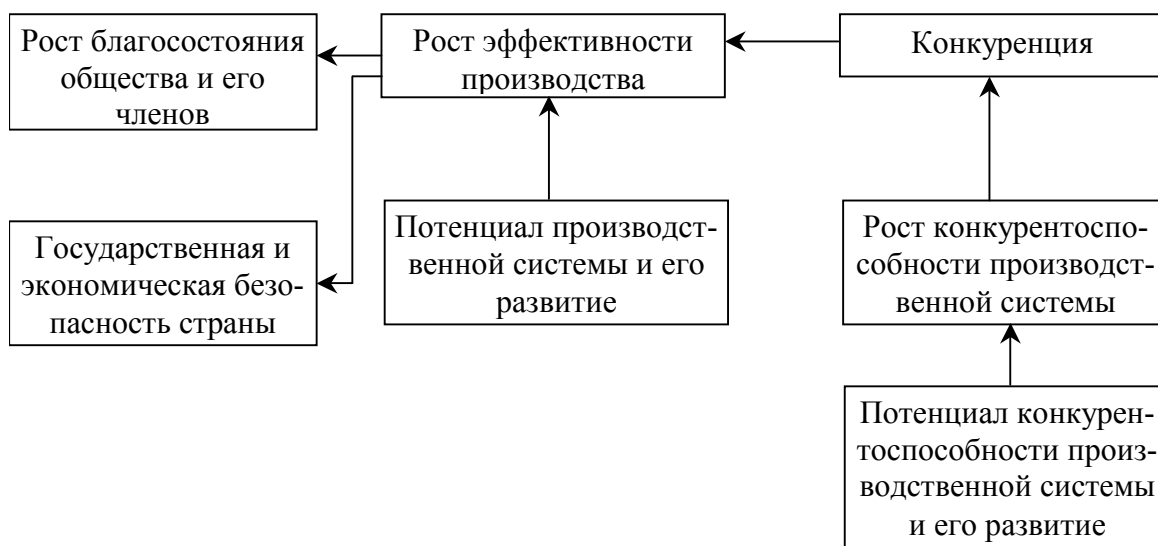 Рост благосостояния
общества и его
членов
Рост эффективности
производства
Конкуренция
Государственная и
экономическая безо-
пасность страны
Потенциал производст-
венной системы и его
развитие
Рост конкурентоспо-
собности производст-
венной системы
Потенциал конкурен-
тоспособности произ-
водственной системы
и его развитие